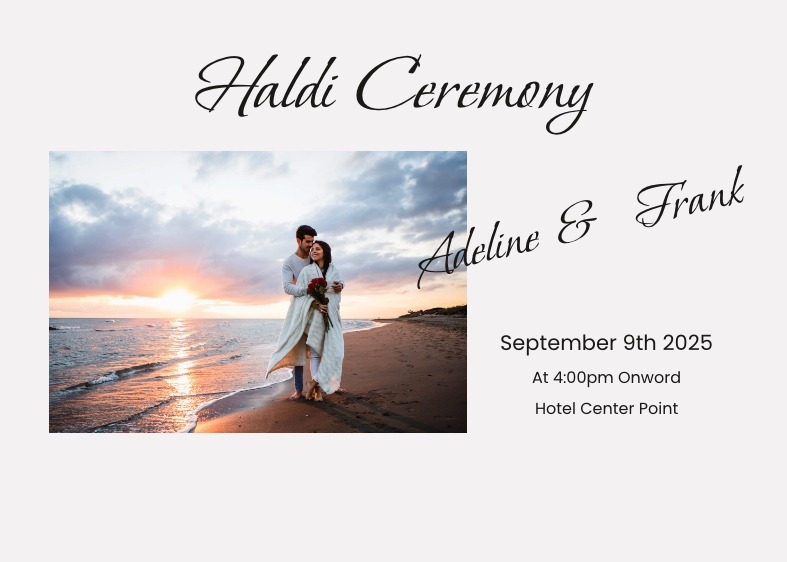 Haldi Ceremony
Adeline & Frank
September 9th 2025
At 4:00pm Onword
Hotel Center Point